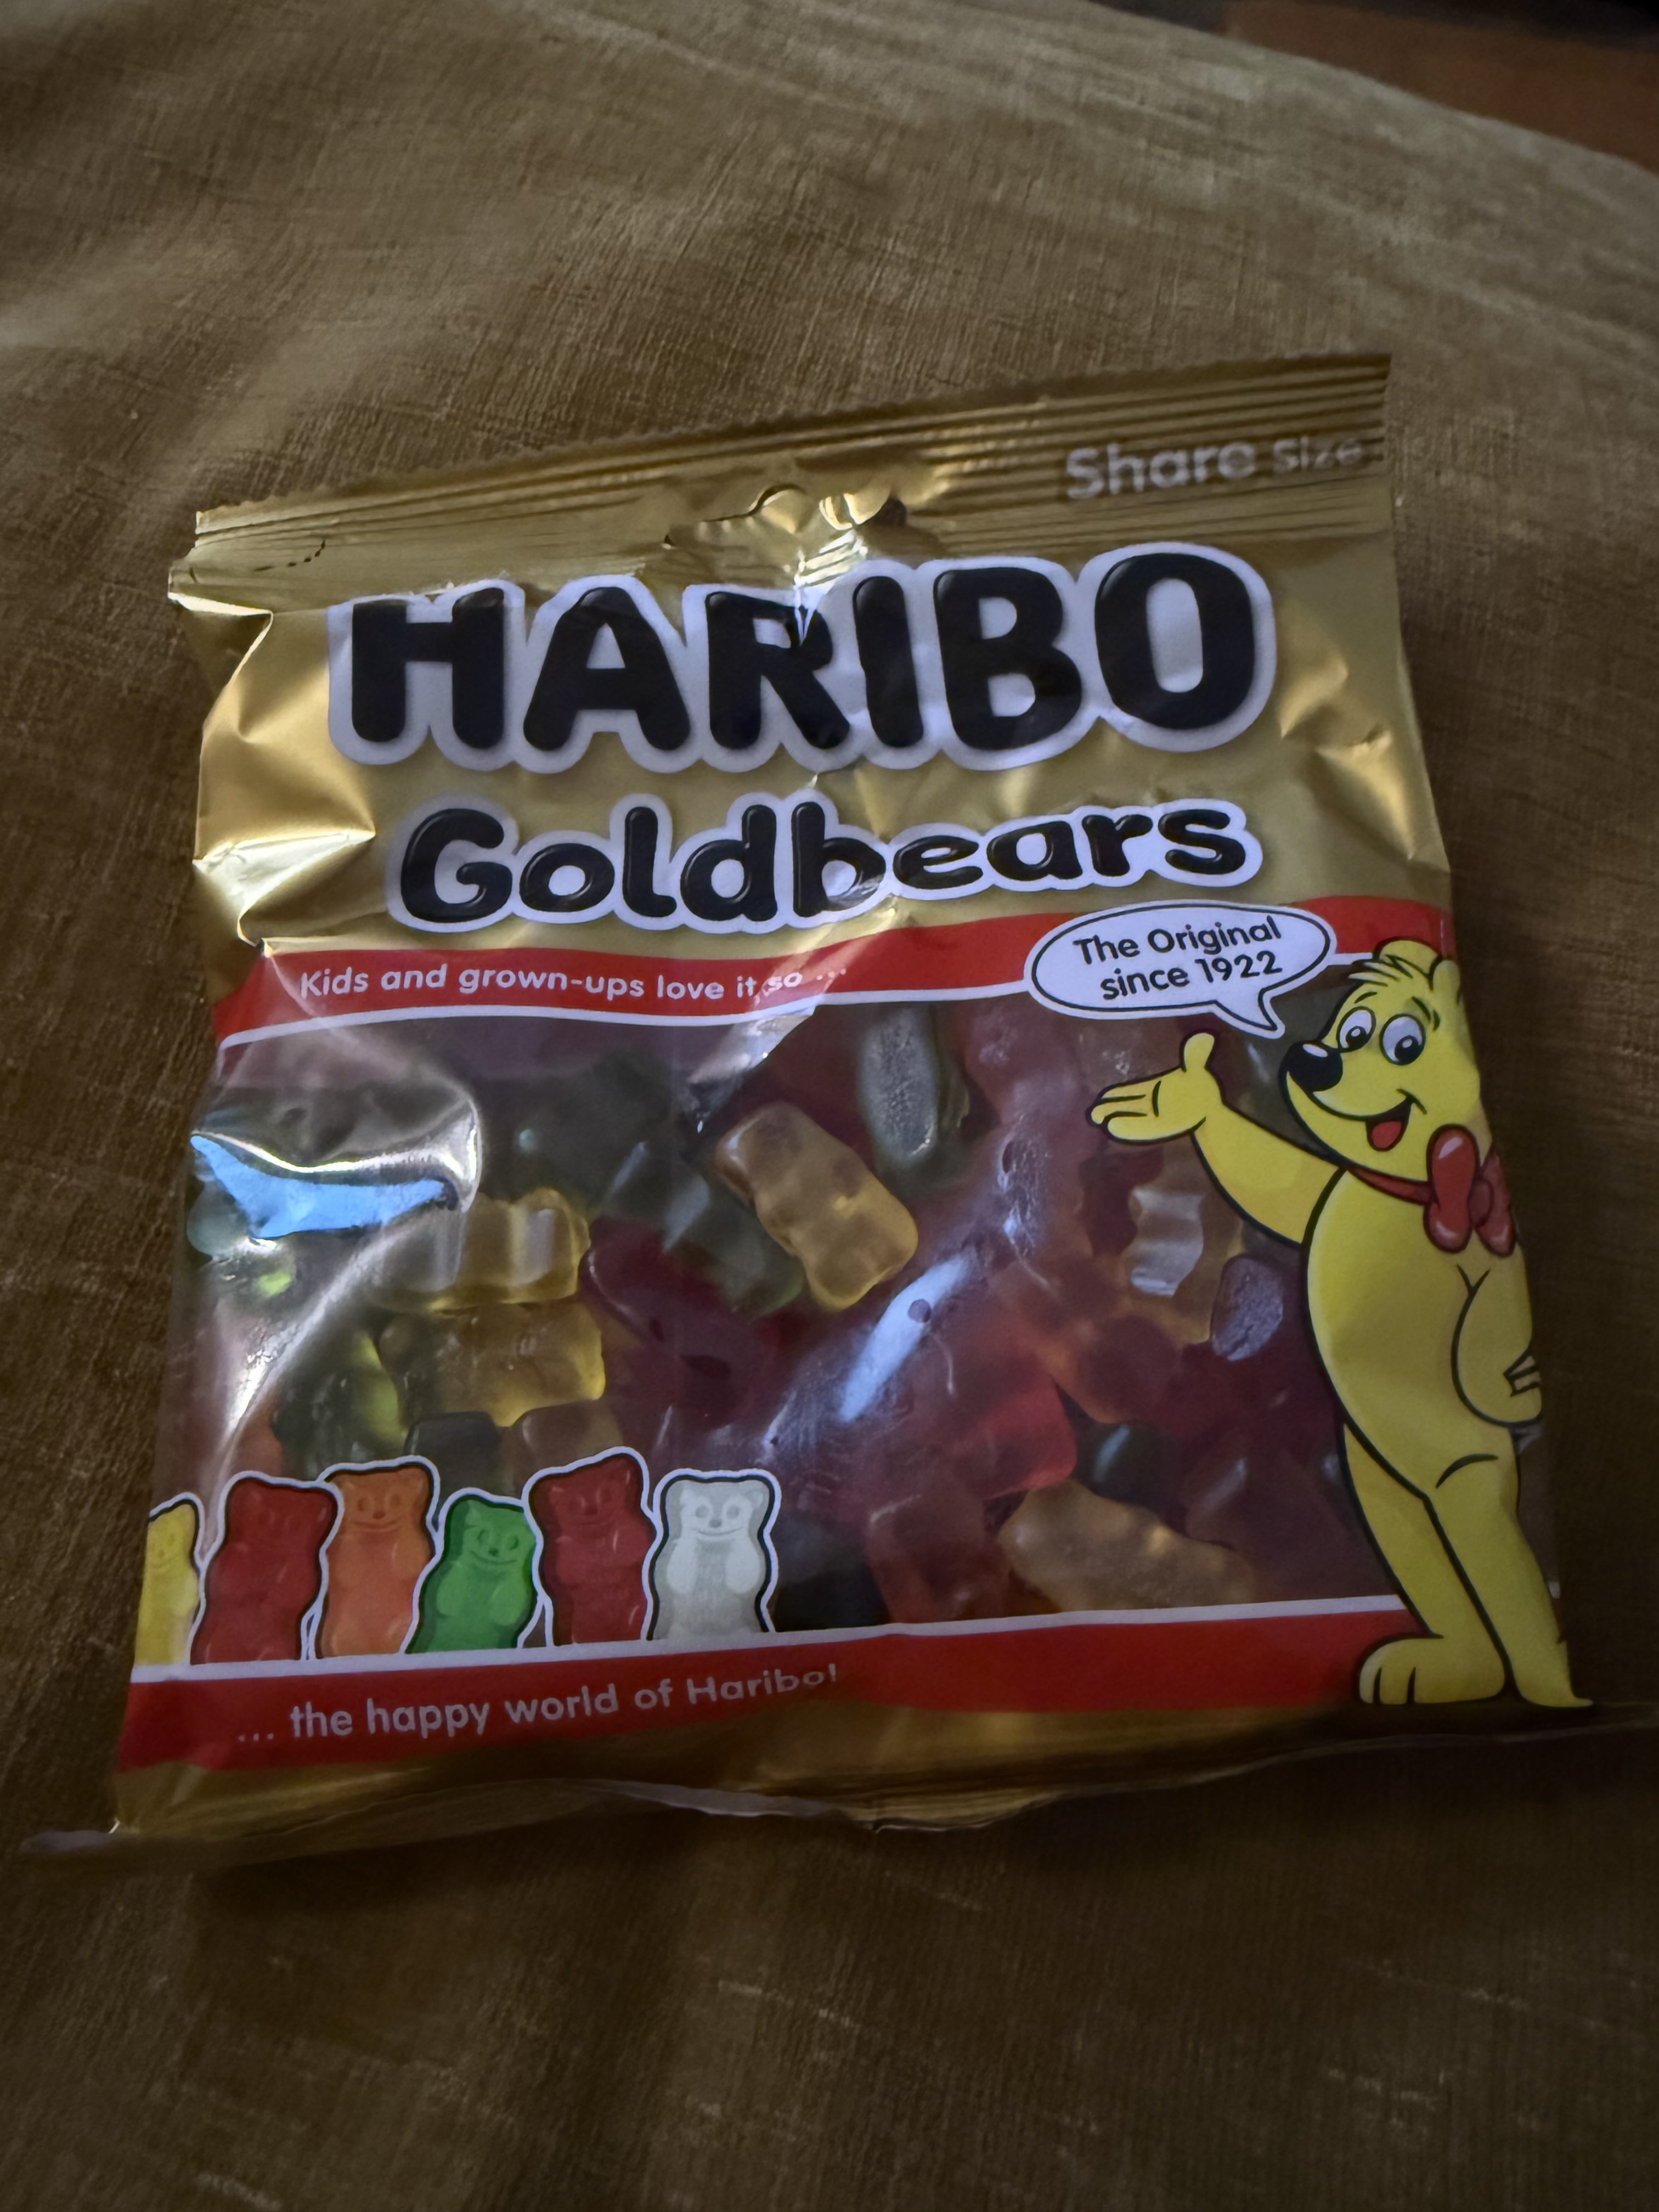 Share Size
HARIBO
Goldbears
Kids and grown-ups love it so ...
The Original
since 1922
... the happy world of Haribo!